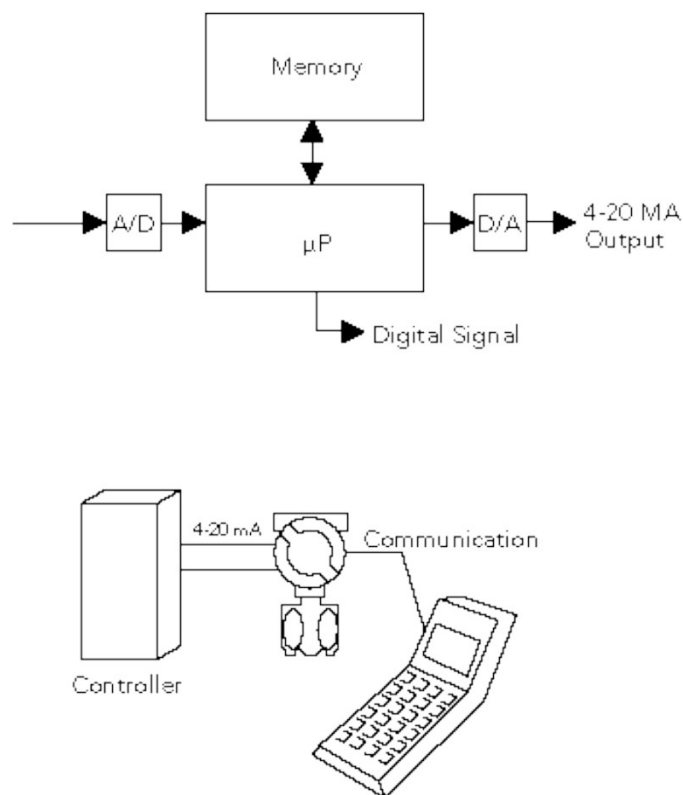 Memory
A/D
µP
D/A
4-20 MA
Output
Digital Signal
4-20 mA
Communication
Controller